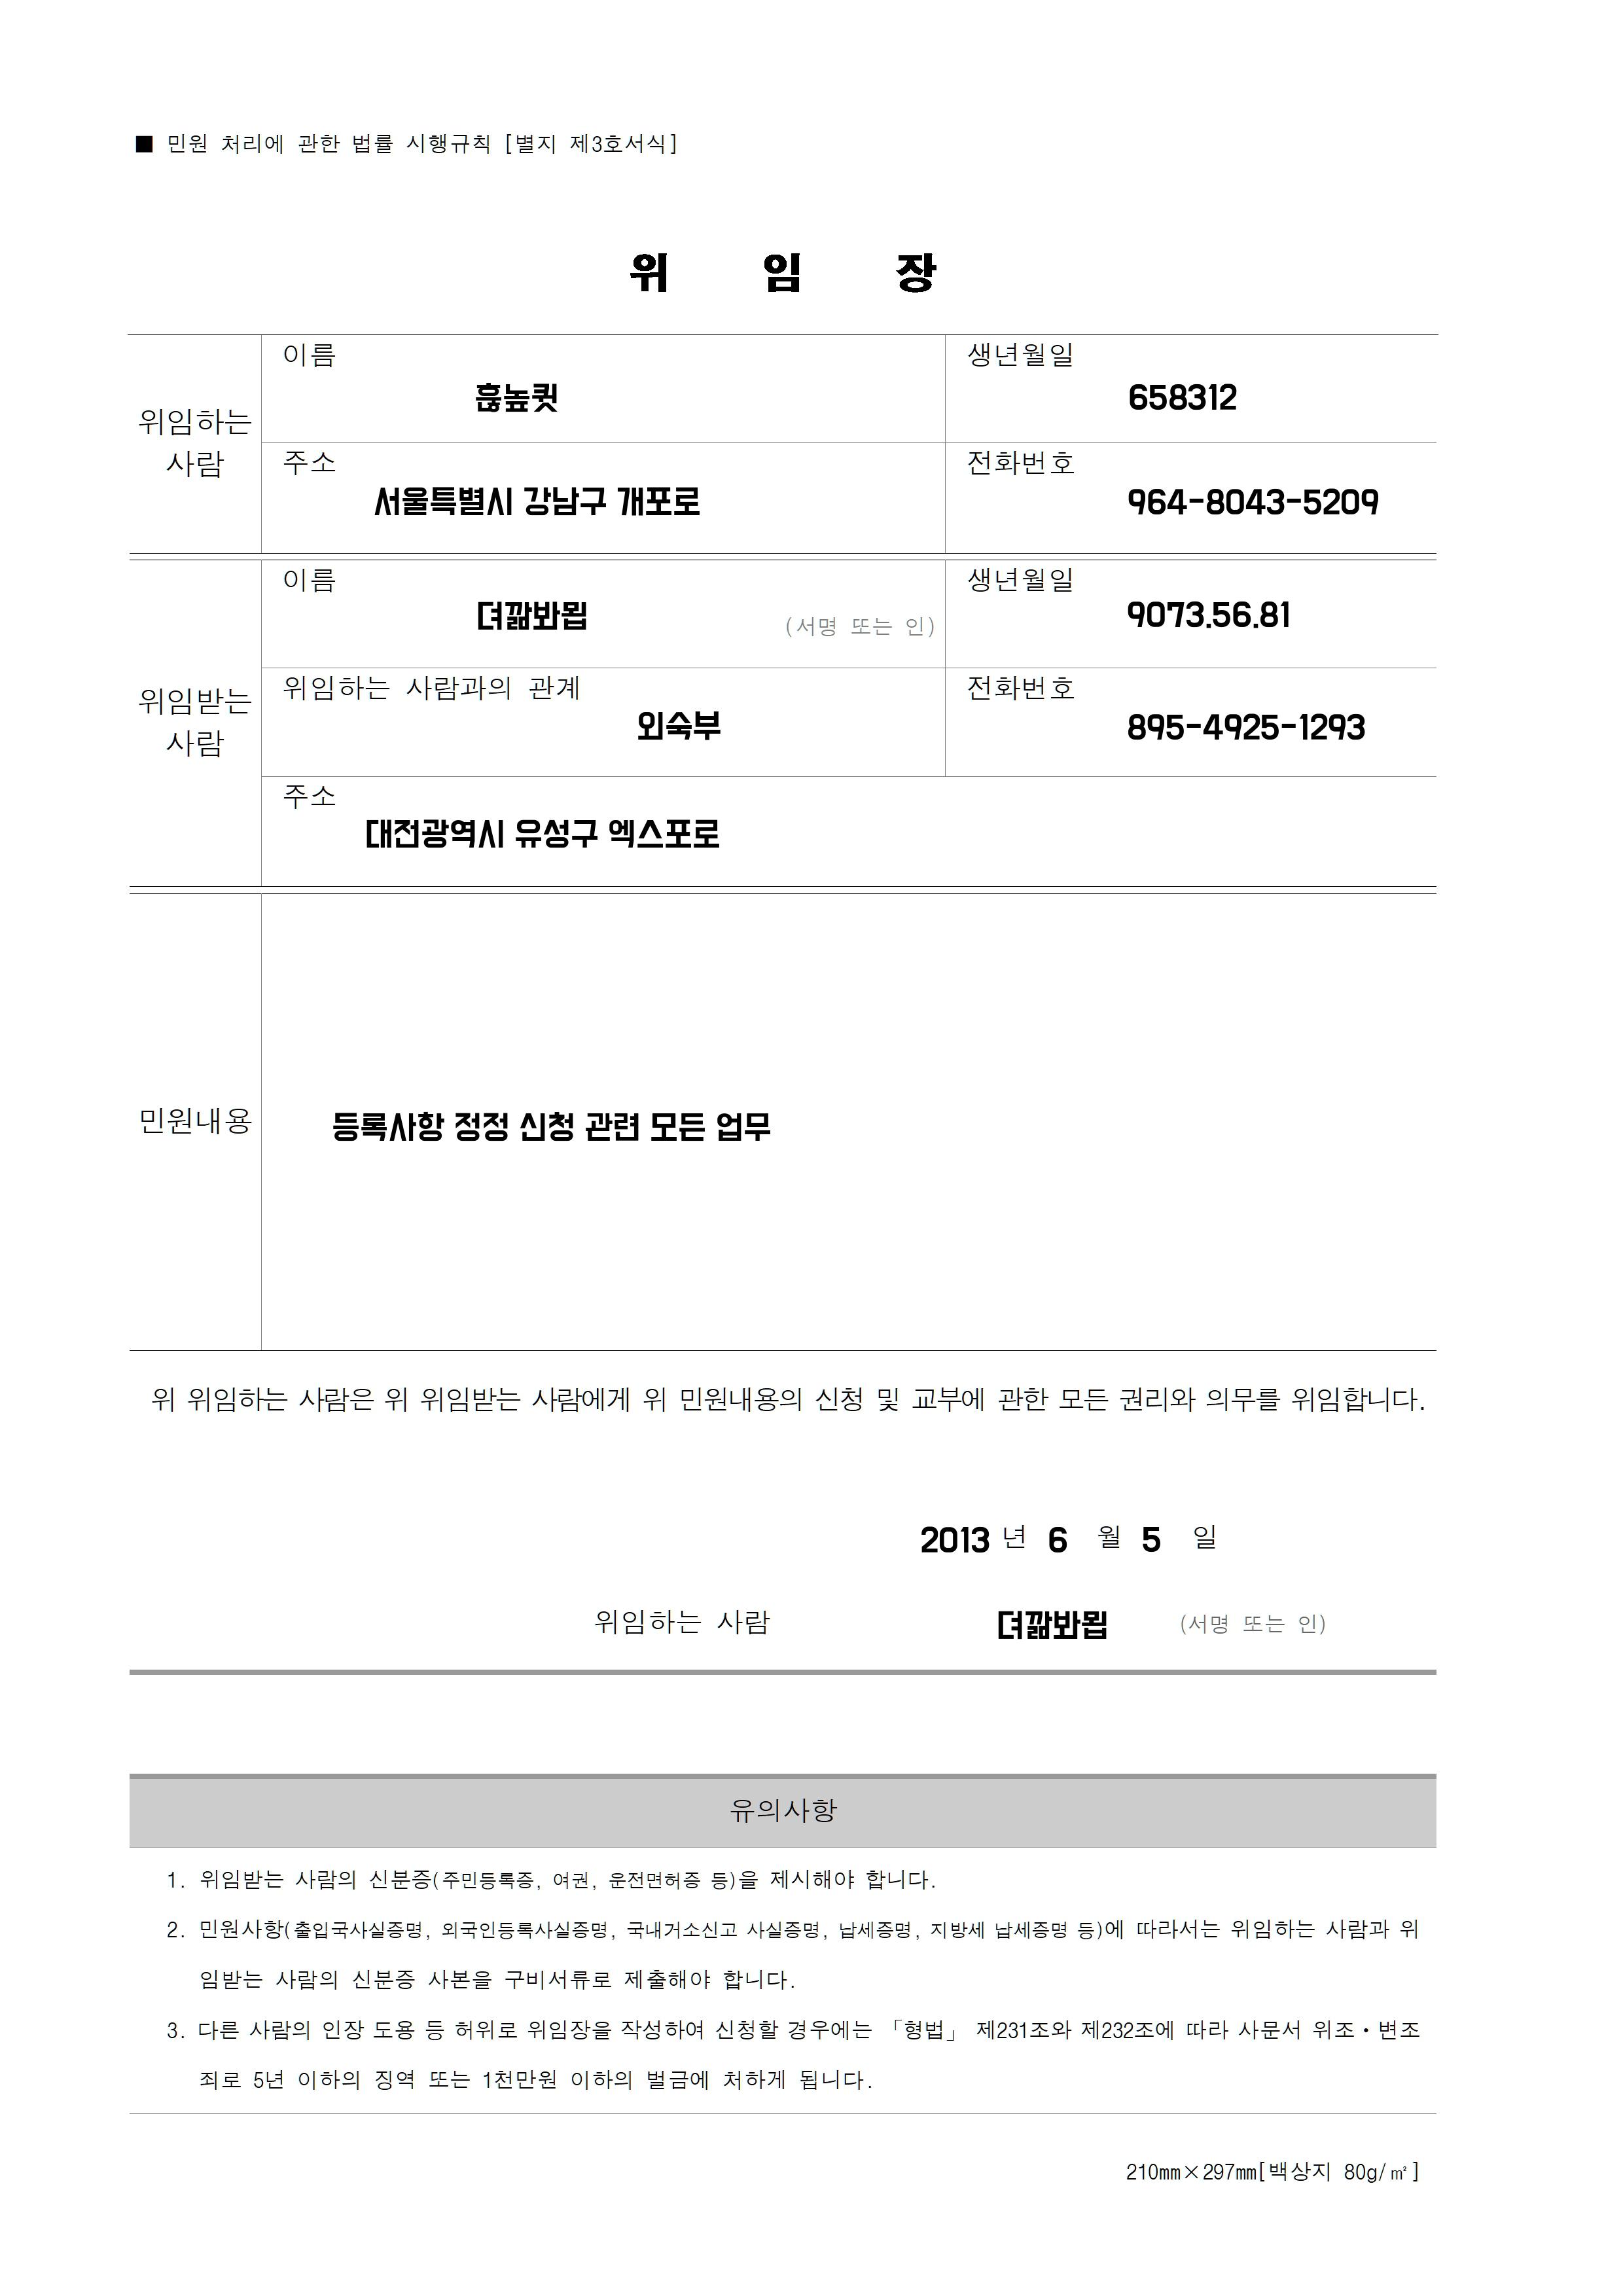 ■ 민원 처리에 관한 법률 시행규칙 [별지 제3호서식]
위 임 장
위임하는 사람
이름
흖높큇
생년월일
658312
주소
서울특별시 강남구 개포로
전화번호
964-8043-5209
위임받는 사람
이름
(서명 또는 인)
생년월일
9073.56.81
위임하는 사람과의 관계
외숙부
전화번호
895-4925-1293
주소
대전광역시 유성구 엑스포로
민원내용
등록사항 정정 신청 관련 모든 업무
위 위임하는 사람은 위 위임받는 사람에게 위 민원내용의 신청 및 교부에 관한 모든 권리와 의무를 위임합니다.
2013 년 6 월 5 일
위임하는 사람 (서명 또는 인)
유의사항
1. 위임받는 사람의 신분증(주민등록증, 여권, 운전면허증 등)을 제시해야 합니다.
2. 민원사항(출입국사실증명, 외국인등록사실증명, 국내거소신고 사실증명, 납세증명, 지방세 납세증명 등)에 따라서는 위임하는 사람과 위
임받는 사람의 신분증 사본을 구비서류로 제출해야 합니다.
3. 다른 사람의 인장 도용 등 허위로 위임장을 작성하여 신청할 경우에는 「형법」 제231조와 제232조에 따라 사문서 위조·변조
죄로 5년 이하의 징역 또는 1천만원 이하의 벌금에 처하게 됩니다.
210㎜×297㎜[백상지 80g/㎡]